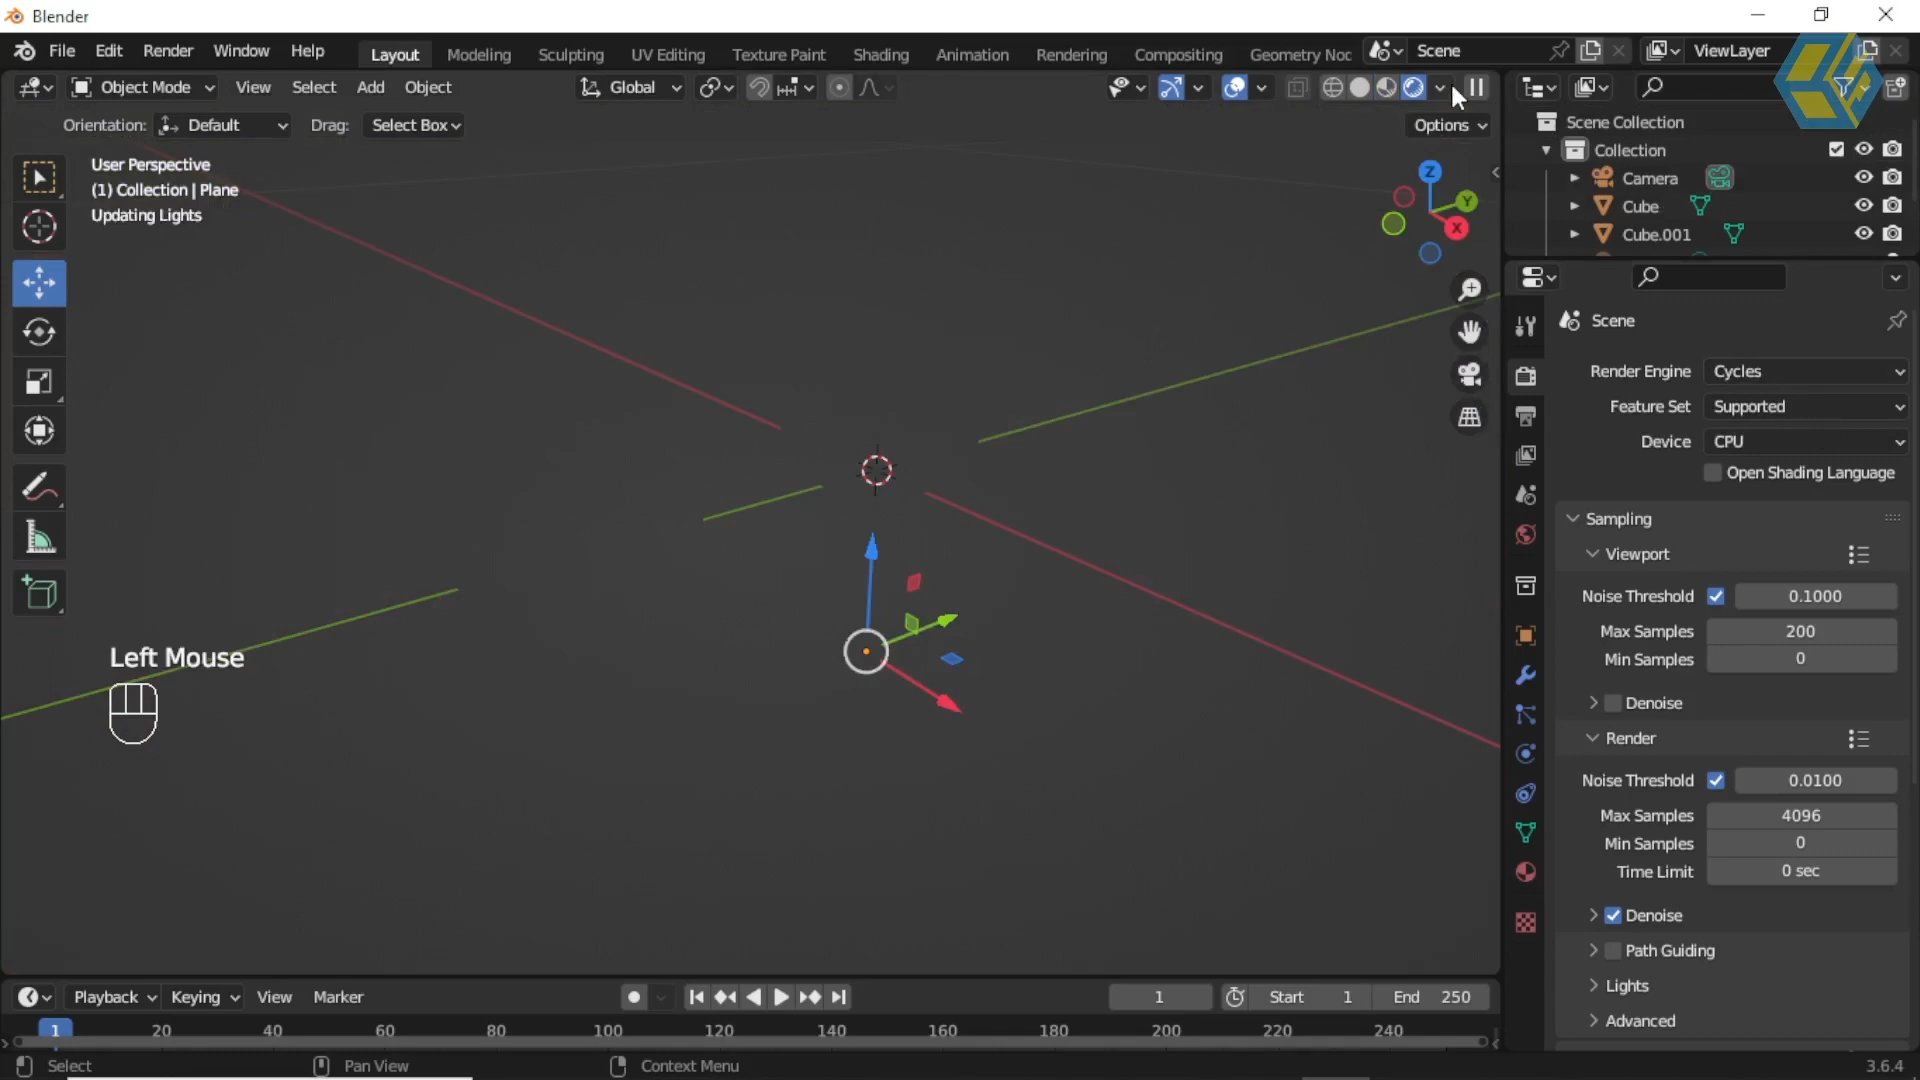 Blender
File Edit Render Window Help Layout Modeling Sculpting UV Editing Texture Paint Shading Animation Rendering Compositing Geometry Noc Scene ViewLayer
Object Mode View Select Add Object Global
Orientation: Default Drag: Select Box Options
User Perspective
(1) Collection | Plane
Updating Lights
Z
Y
X
Left Mouse
Scene Collection
Collection
Camera
Cube
Cube.001
Scene
Render Engine Cycles
Feature Set Supported
Device CPU
Open Shading Language
Sampling
Viewport
Noise Threshold 0.1000
Max Samples 200
Min Samples 0
Denoise
Render
Noise Threshold 0.0100
Max Samples 4096
Min Samples 0
Time Limit 0 sec
Denoise
Path Guiding
Lights
Advanced
Playback Keying View Marker 1 Start 1 End 250
1 20 40 60 80 100 120 140 160 180 200 220 240
Select Pan View Context Menu 3.6.4